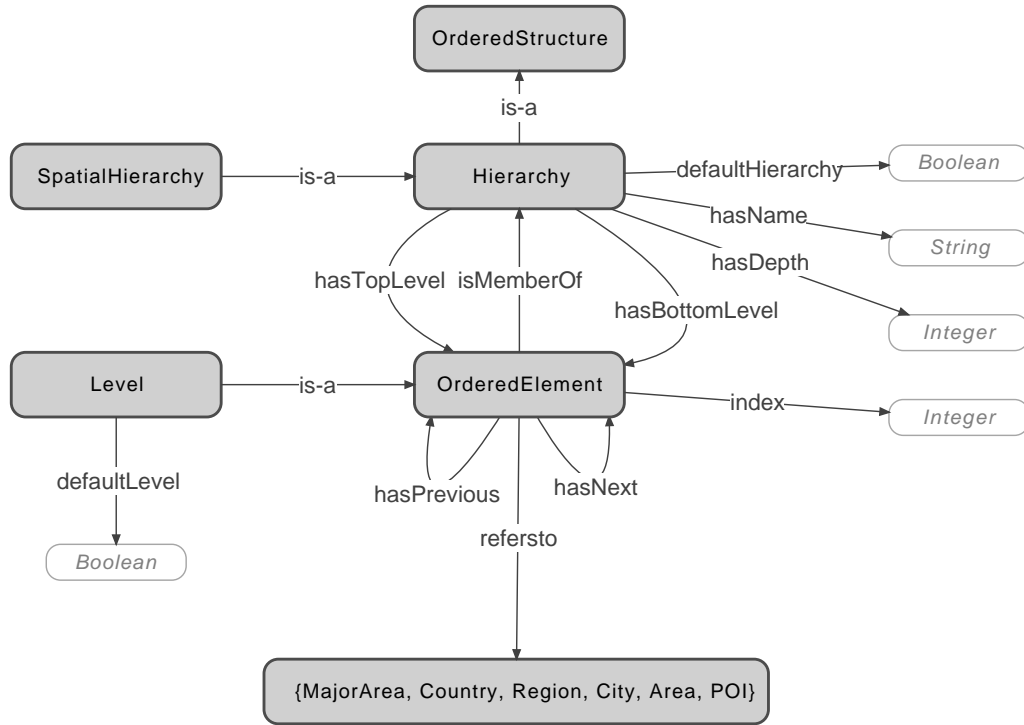 OrderedStructure
is-a
SpatialHierarchy
is-a
Hierarchy
defaultHierarchy
Boolean
hasName
String
hasDepth
Integer
hasTopLevel
isMemberOf
hasBottomLevel
Level
is-a
OrderedElement
index
Integer
defaultLevel
hasPrevious
hasNext
refersto
Boolean
{MajorArea, Country, Region, City, Area, POI}